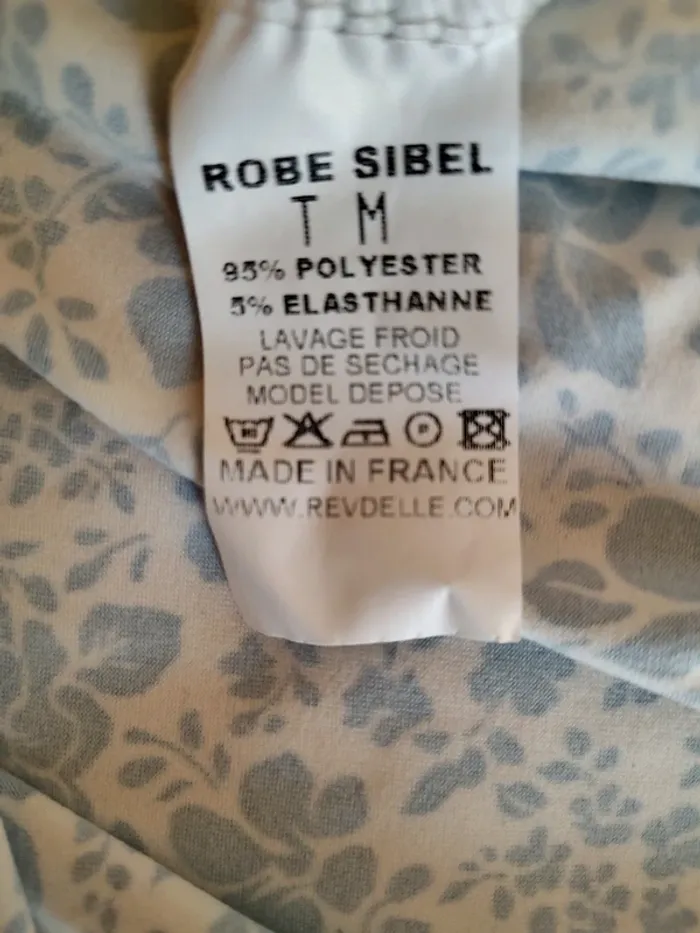 ROBE SIBEL
T M
95% POLYESTER
5% ELASTHANNE
LAVAGE FROID
PAS DE SECHAGE
MODEL DEPOSE
P
MADE IN FRANCE
WWW.REVDELLE.COM